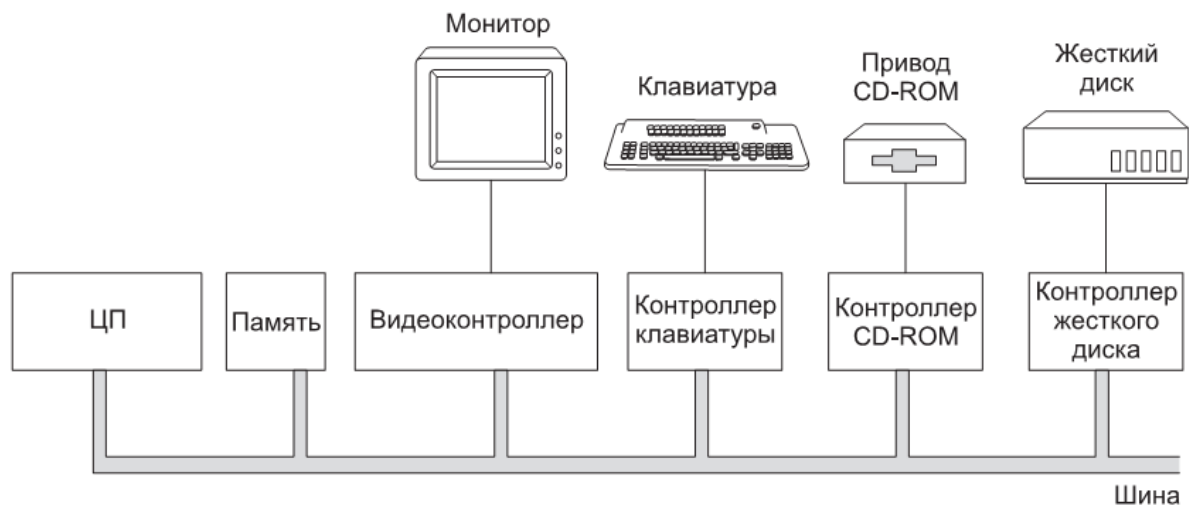 Монитор
Клавиатура
Привод
CD-ROM
Жесткий
диск
ЦП
Память
Видеоконтроллер
Контроллер
клавиатуры
Контроллер
CD-ROM
Контроллер
жесткого
диска
Шина